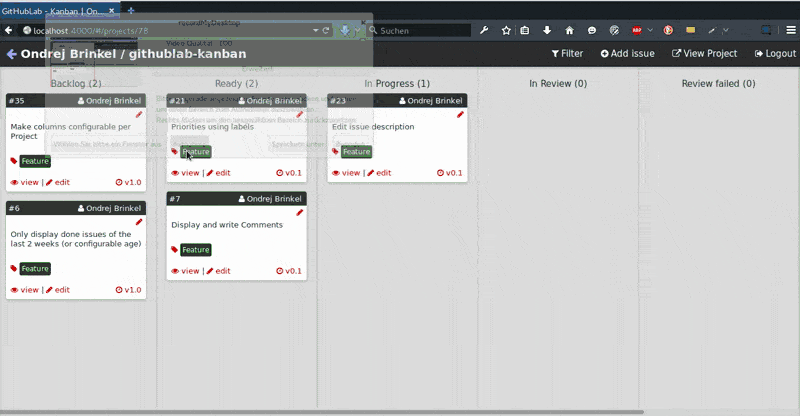 GitHubLab - Kanban | On...
localhost:4000/#/projects/78
Suchen
recordMyDesktop
Ondrej Brinkel / githublab-kanban
Filter
Add issue
View Project
Logout
Backlog (2)
Ready (2)
In Progress (1)
In Review (0)
Review failed (0)
#35 Ondrej Brinkel
Make columns configurable per
Project
Feature
view | edit
v1.0
#6 Ondrej Brinkel
Only display done issues of the
last 2 weeks (or configurable age)
Feature
view | edit
v1.0
#21 Ondrej Brinkel
Priorities using labels
Feature
view | edit
v0.1
#7 Ondrej Brinkel
Display and write Comments
Feature
view | edit
v0.1
#23 Ondrej Brinkel
Edit issue description
Feature
view | edit
v0.1